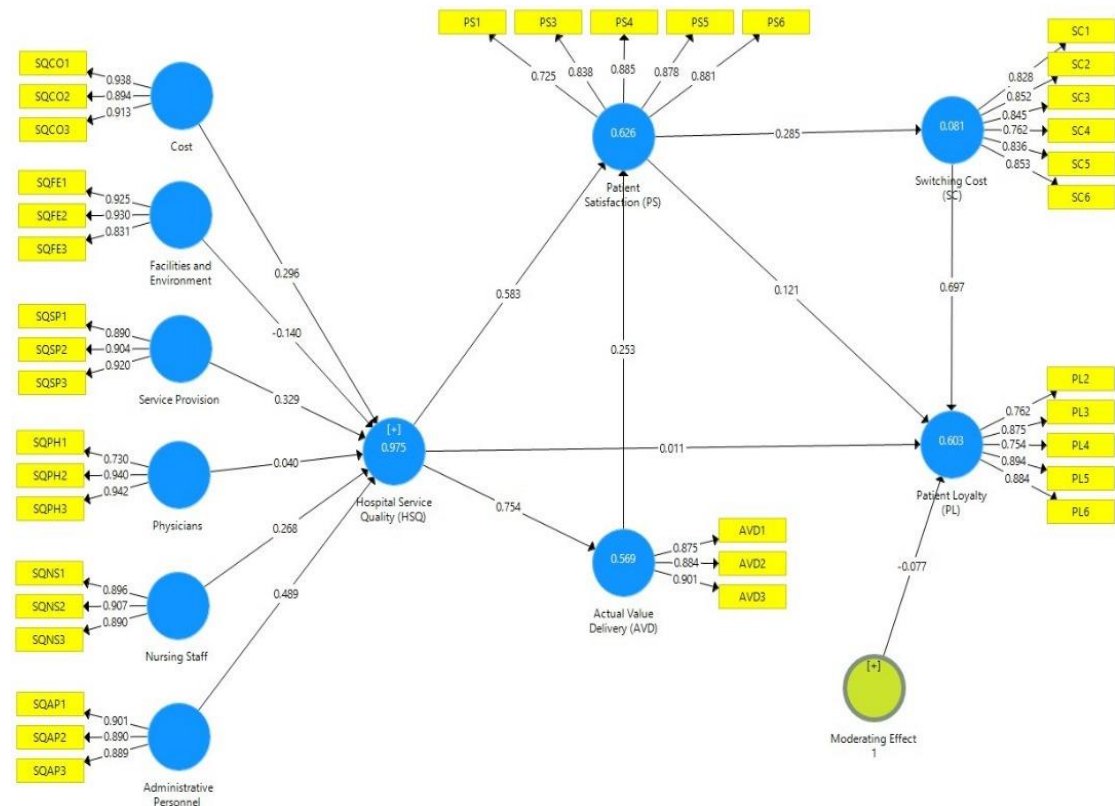 PS1
PS3
PS4
PS5
PS6
0.725
0.838
0.885
0.878
0.881
0.626
Patient
Satisfaction (PS)
SC1
SC2
SC3
SC4
SC5
SC6
0.828
0.852
0.845
0.762
0.836
0.853
0.081
Switching Cost
(SC)
0.285
SQCO1
SQCO2
SQCO3
0.938
0.894
0.913
Cost
SQFE1
SQFE2
SQFE3
0.925
0.930
0.831
Facilities and
Environment
SQSP1
SQSP2
SQSP3
0.890
0.904
0.920
Service Provision
SQPH1
SQPH2
SQPH3
0.730
0.940
0.942
Physicians
SQNS1
SQNS2
SQNS3
0.896
0.907
0.890
Nursing Staff
SQAP1
SQAP2
SQAP3
0.901
0.890
0.889
Administrative
Personnel
0.296
-0.140
0.329
0.040
0.268
0.489
[+]
0.975
Hospital Service
Quality (HSQ)
0.583
0.253
0.121
0.697
0.011
0.754
0.569
Actual Value
Delivery (AVD)
0.875
0.884
0.901
AVD1
AVD2
AVD3
PL2
PL3
PL4
PL5
PL6
0.762
0.875
0.754
0.894
0.884
0.603
Patient Loyalty
(PL)
-0.077
[+]
Moderating Effect
1